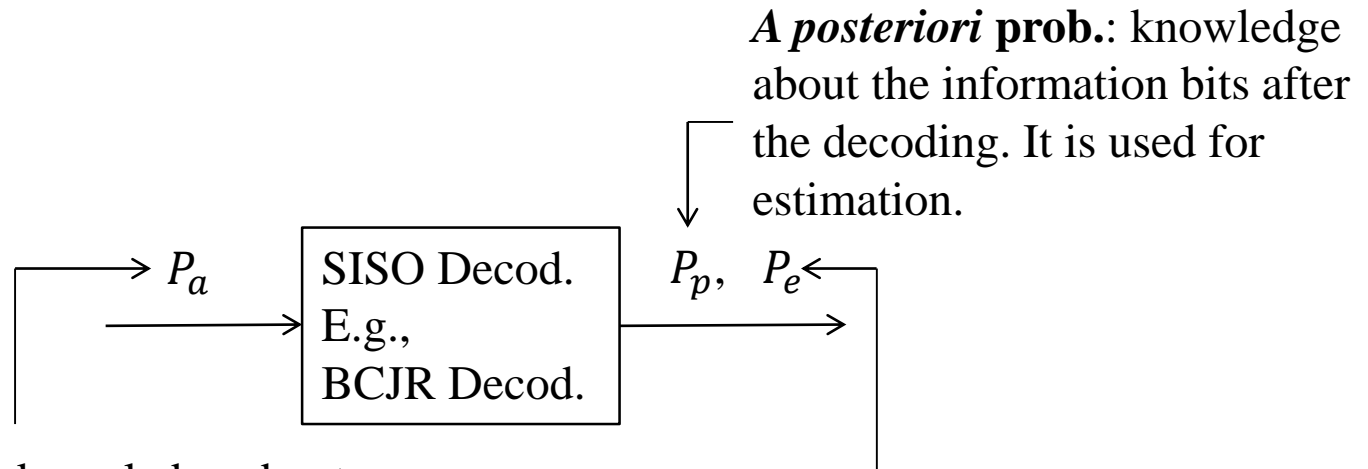 A posteriori prob.: knowledge
about the information bits after
the decoding. It is used for
estimation.
P_a
SISO Decod.
E.g.,
BCJR Decod.
P_p, P_e